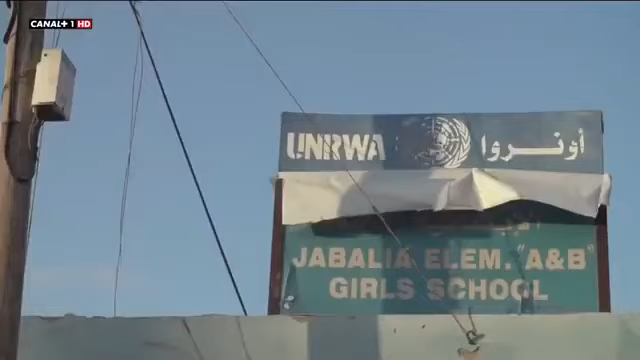 CANAL+ 1 HD
UNRWA أونروا
JABALIA ELEM. "A&B"
GIRLS SCHOOL